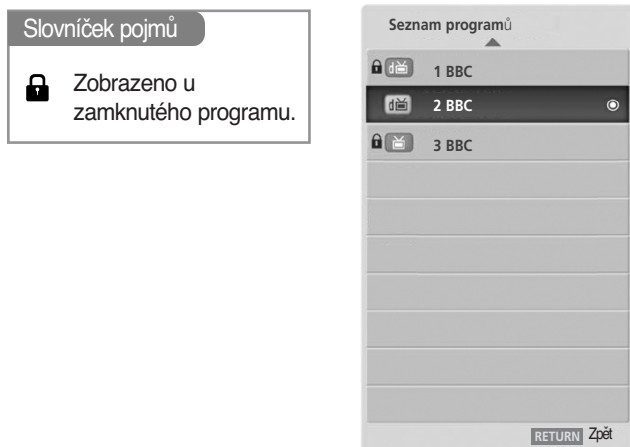 Slovníček pojmů
Zobrazeno u
zamknutého programu.
Seznam programů
1 BBC
2 BBC
3 BBC
RETURN Zpět